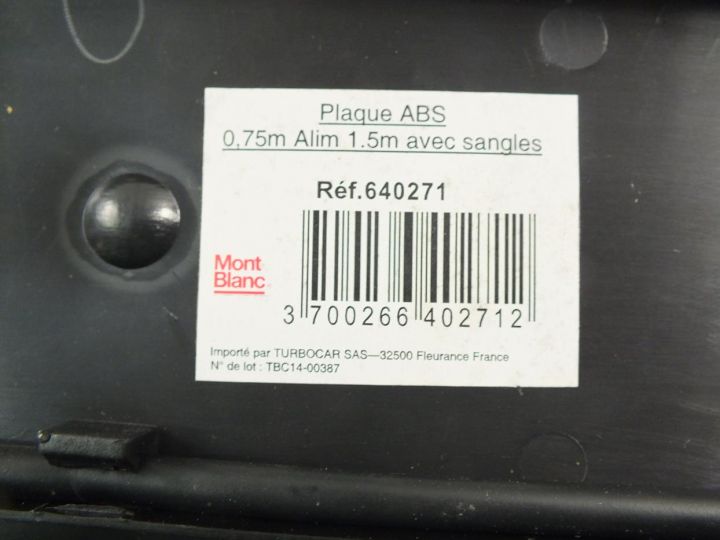 Plaque ABS
0,75m Alim 1.5m avec sangles
Réf.640271
Mont
Blanc
3 700266 402712
Importé par TURBOCAR SAS—32500 Fleurance France
N° de lot : TBC14-00387